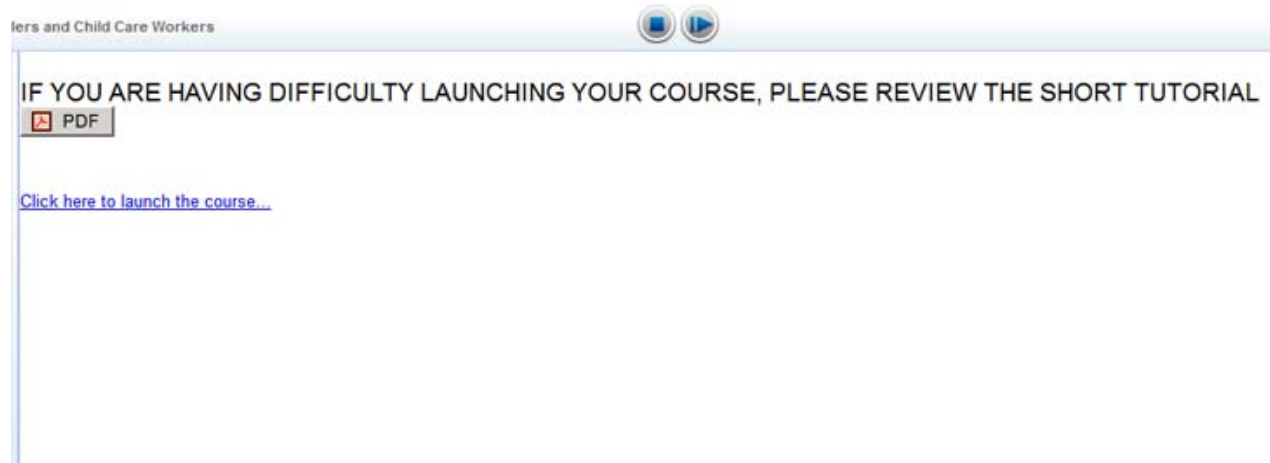 lers and Child Care Workers
IF YOU ARE HAVING DIFFICULTY LAUNCHING YOUR COURSE, PLEASE REVIEW THE SHORT TUTORIAL
PDF
Click here to launch the course...